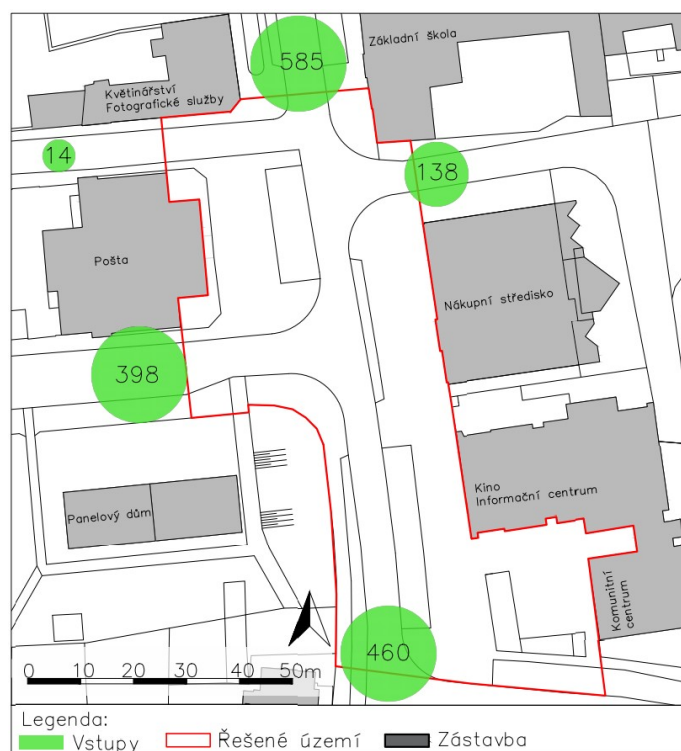 585
Základní škola
Květinářství
Fotografické služby
14
138
Pošta
Nákupní středisko
398
Kino
Informační centrum
Panelový dům
Komunitní
centrum
460
0 10 20 30 40 50m
Legenda:
Vstupy Řešené území Zástavba